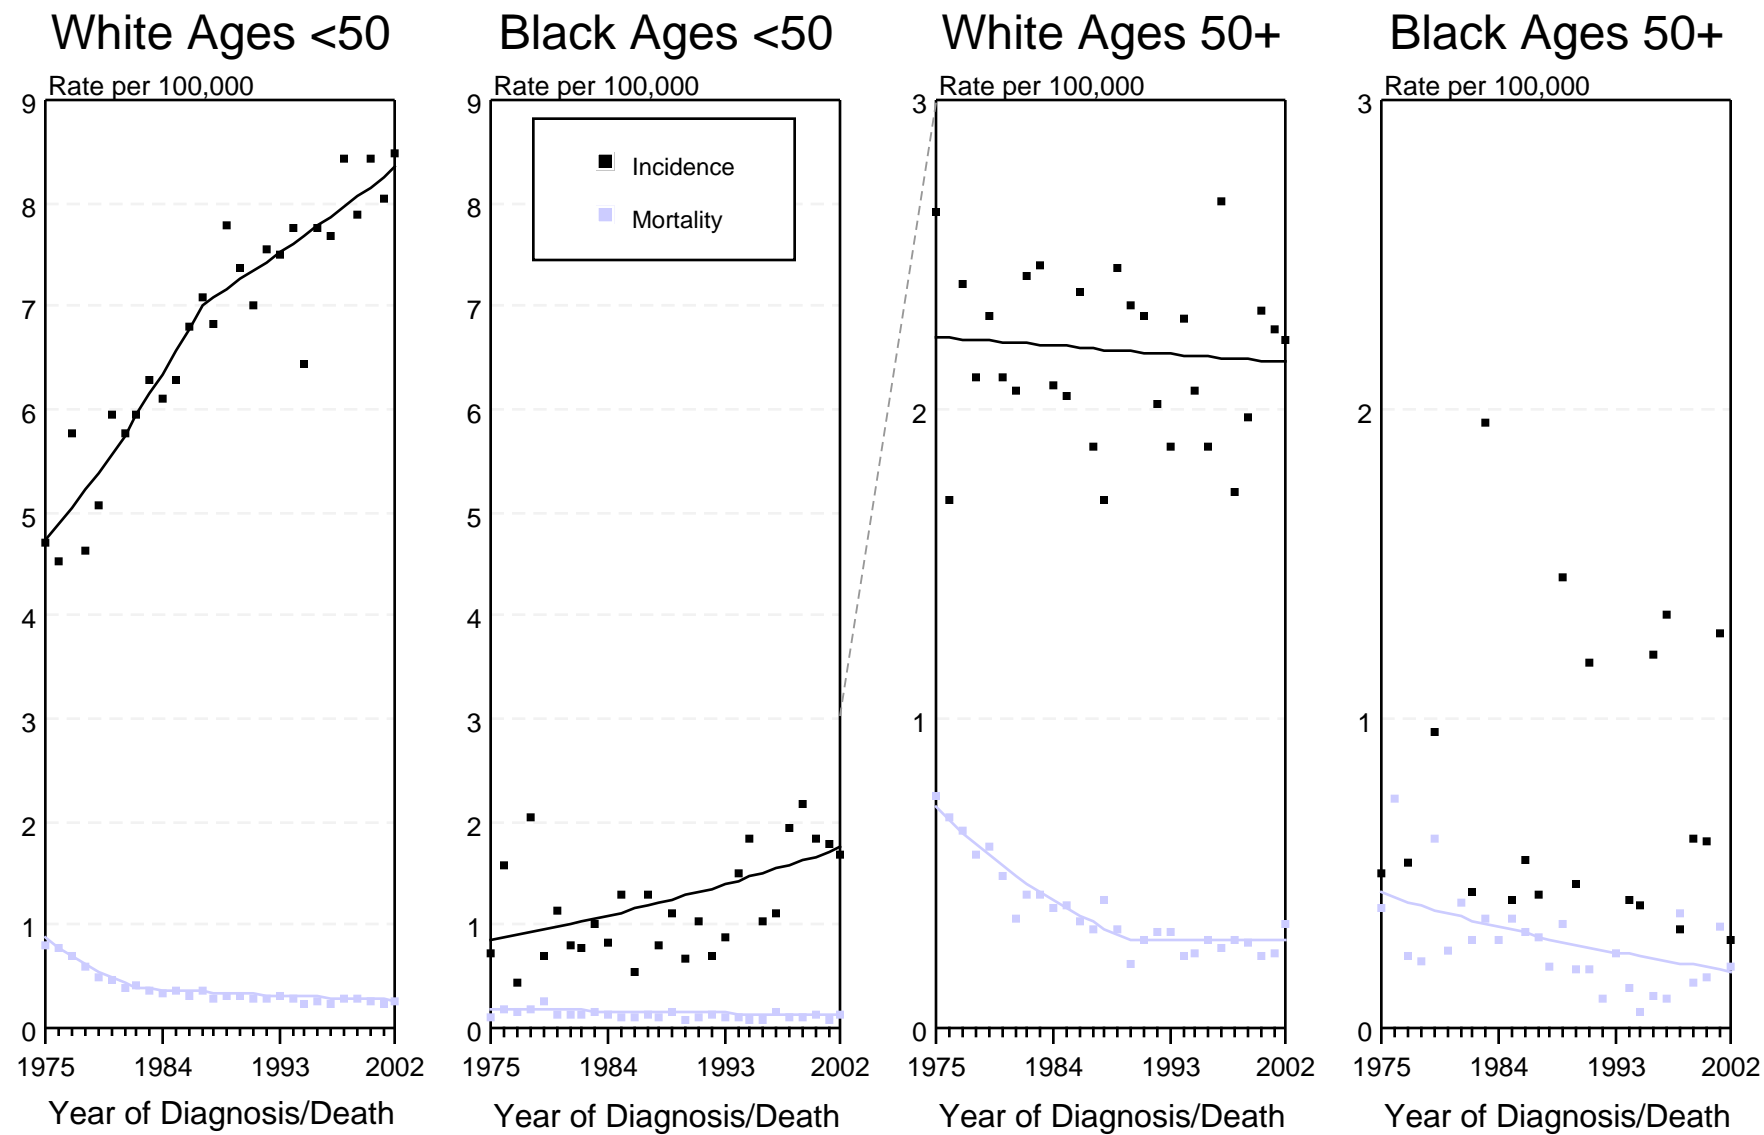 White Ages <50
Rate per 100,000
9
8
7
6
5
4
3
2
1
0
1975 1984 1993 2002
Year of Diagnosis/Death
Black Ages <50
Rate per 100,000
9
8
7
6
5
4
3
2
1
0
Incidence
Mortality
1975 1984 1993 2002
Year of Diagnosis/Death
White Ages 50+
Rate per 100,000
3
2
1
0
1975 1984 1993 2002
Year of Diagnosis/Death
Black Ages 50+
Rate per 100,000
3
2
1
0
1975 1984 1993 2002
Year of Diagnosis/Death